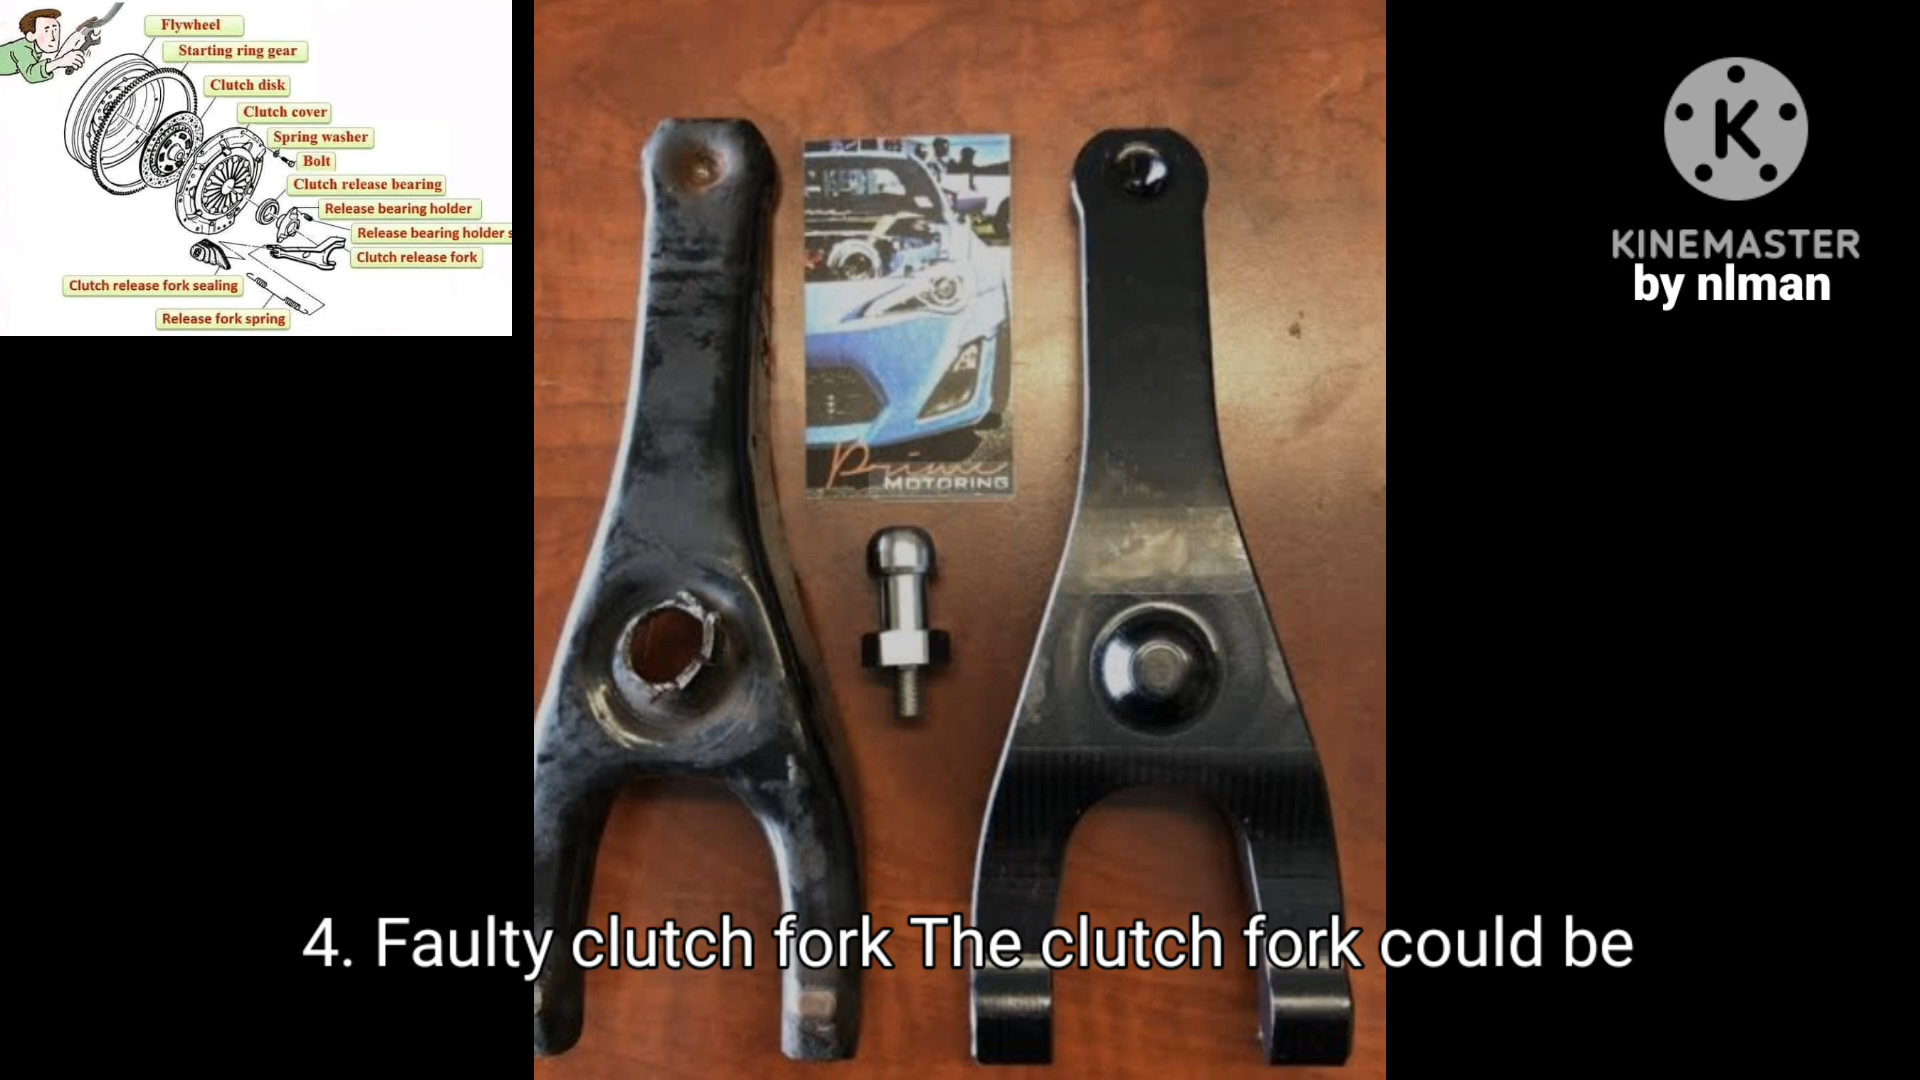 Flywheel
Starting ring gear
Clutch disk
Clutch cover
Spring washer
Bolt
Clutch release bearing
Release bearing holder
Release bearing holder s
Clutch release fork
Clutch release fork sealing
Release fork spring
K
KINEMASTER
by nlman
Prime
MOTORING
4. Faulty clutch fork The clutch fork could be